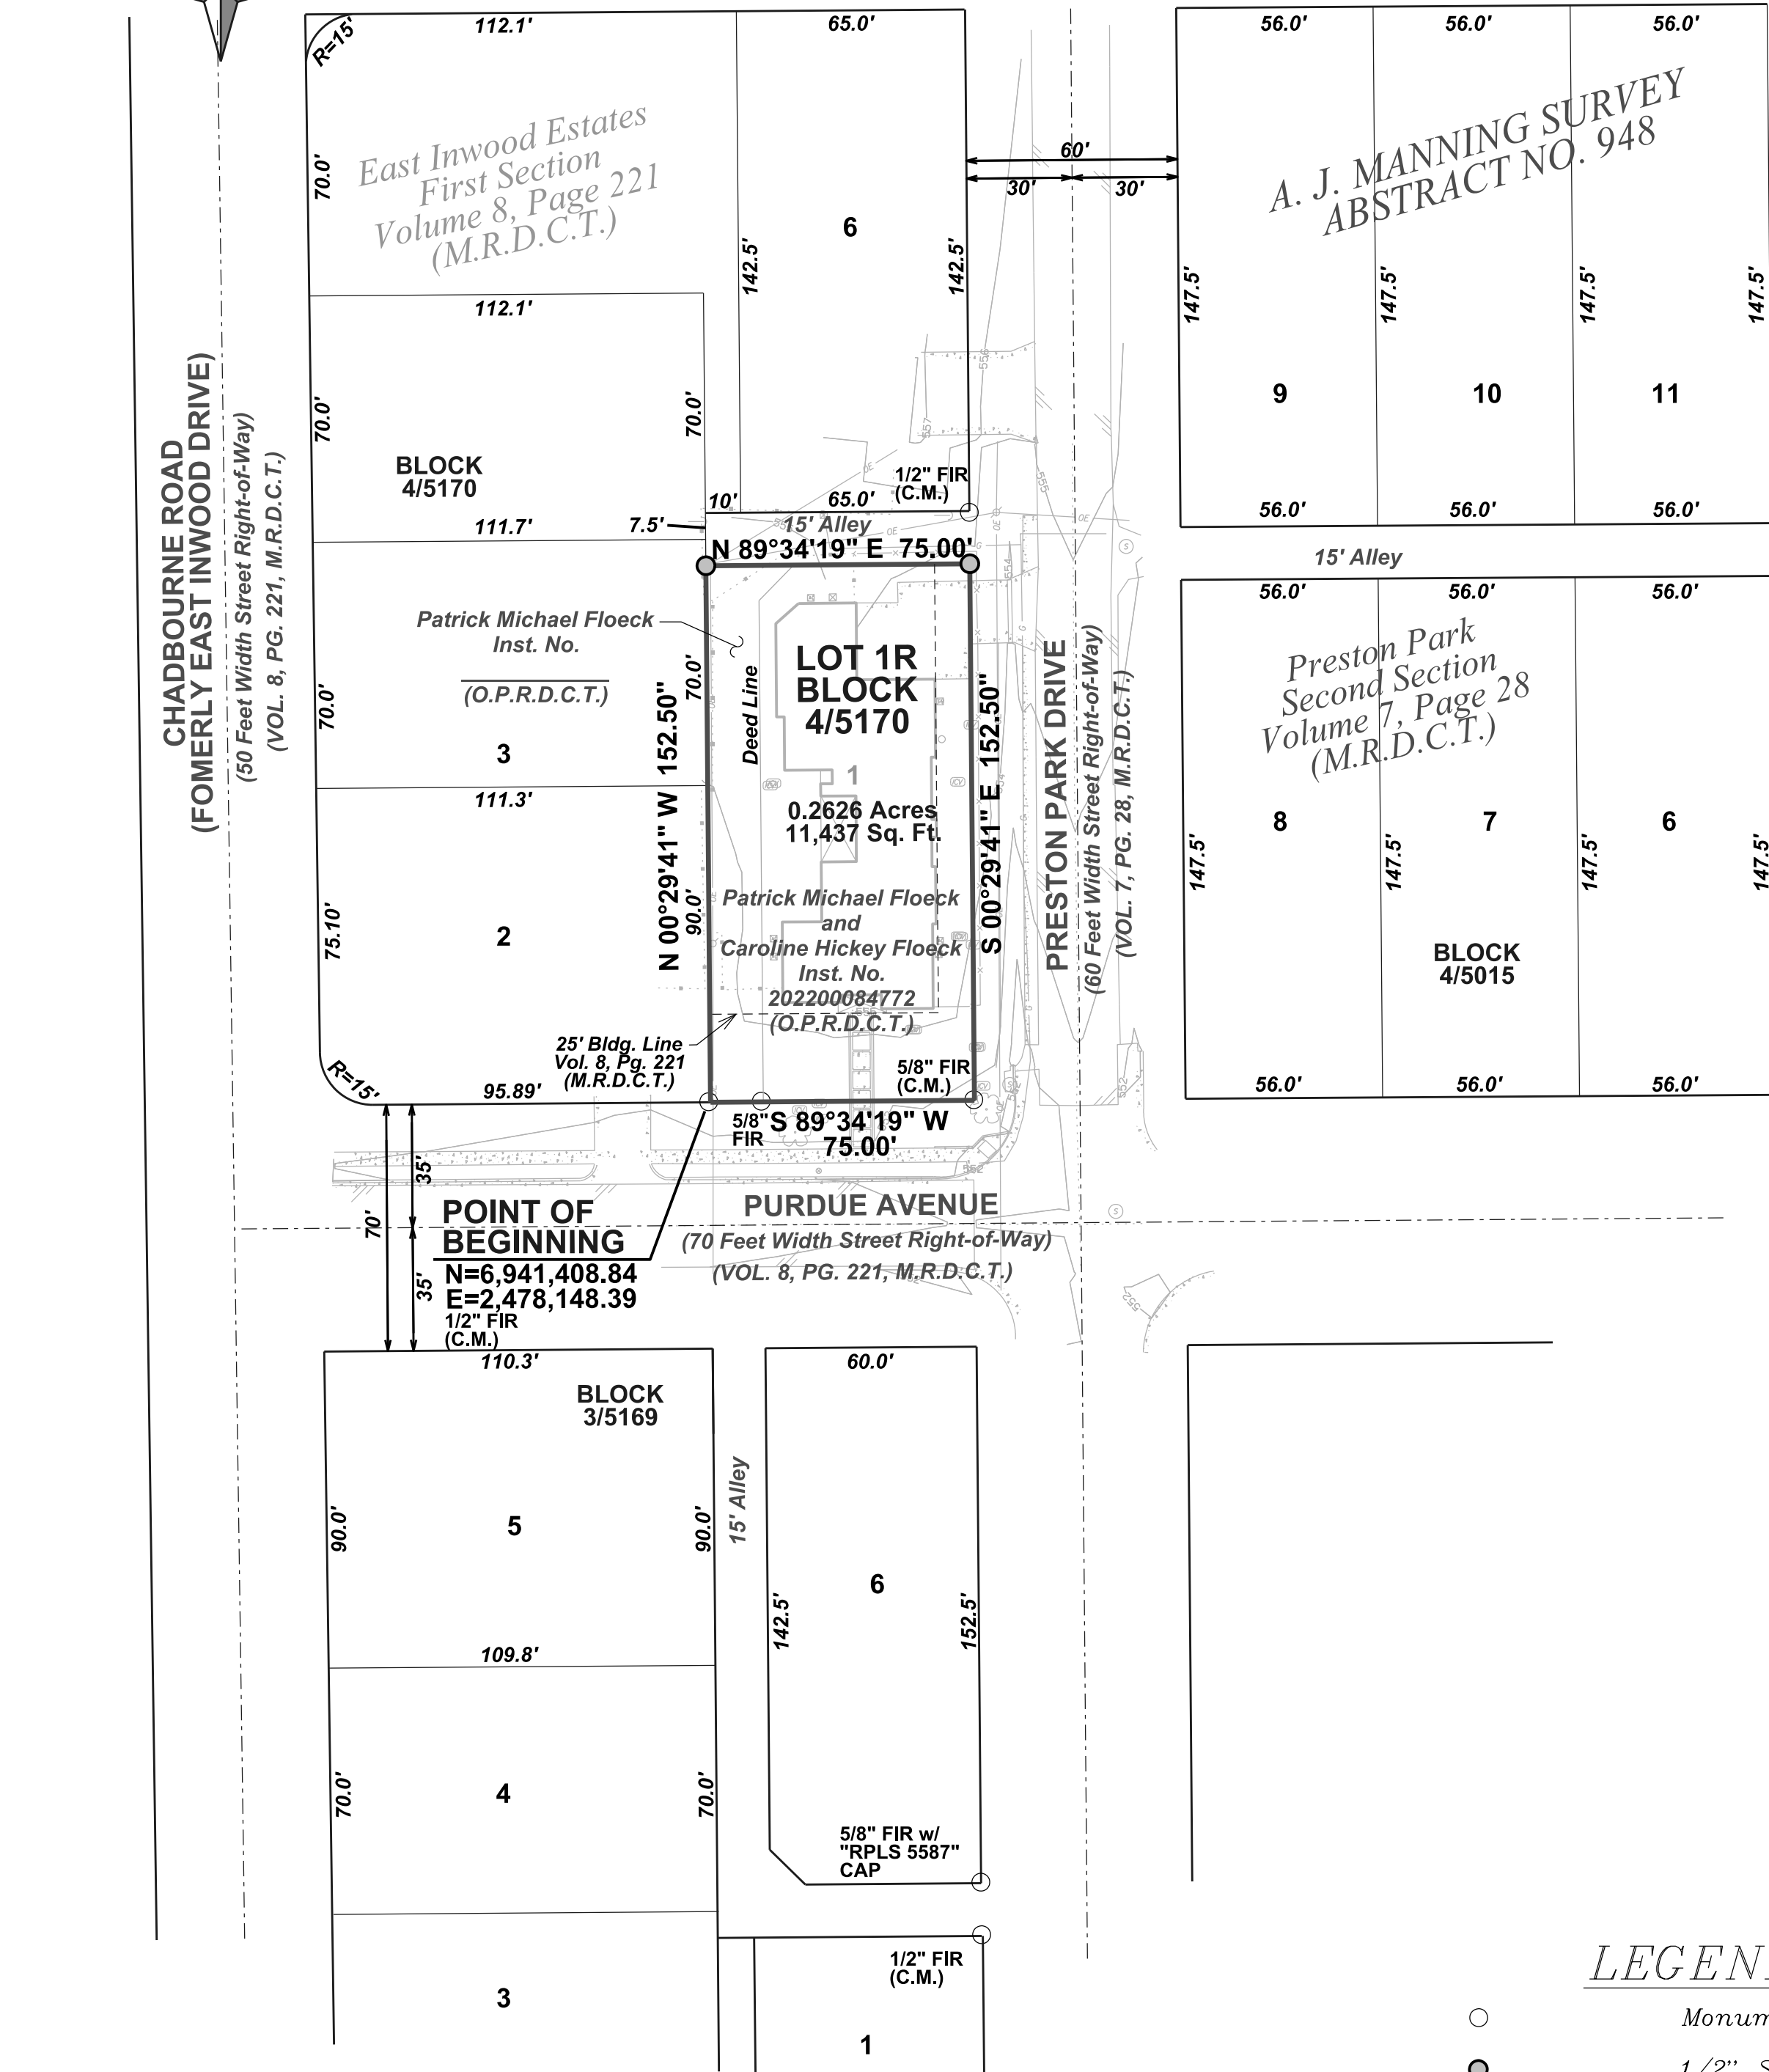 R=15'
112.1'
65.0'
56.0'
56.0'
56.0'
East Inwood Estates
First Section
Volume 8, Page 221
(M.R.D.C.T.)
70.0'
6
142.5'
142.5'
60'
30'
30'
A. J. MANNING SURVEY
ABSTRACT NO. 948
147.5'
147.5'
147.5'
147.5'
9
10
11
112.1'
70.0'
70.0'
BLOCK
4/5170
CHADBOURNE ROAD
(FOMERLY EAST INWOOD DRIVE)
(50 Feet Width Street Right-of-Way)
(VOL. 8, PG. 221, M.R.D.C.T.)
556
557
555
OE
1/2" FIR
(C.M.)
10'
65.0'
56.0'
56.0'
56.0'
111.7'
7.5'
15' Alley
OE
OE
N 89°34'19" E 75.00'
G
S
15' Alley
56.0'
56.0'
56.0'
554
Patrick Michael Floeck
Inst. No.
(O.P.R.D.C.T.)
70.0'
3
70.0'
Deed Line
LOT 1R
BLOCK
4/5170
1
0.2626 Acres
11,437 Sq. Ft.
N 00°29'41" W 152.50"
S 00°29'41" E 152.50"
554
PRESTON PARK DRIVE
(60 Feet Width Street Right-of-Way)
(VOL. 7, PG. 28, M.R.D.C.T.)
Preston Park
Second Section
Volume 7, Page 28
(M.R.D.C.T.)
8
7
6
147.5'
147.5'
147.5'
147.5'
BLOCK
4/5015
111.3'
75.10'
2
90.0'
Patrick Michael Floeck
and
Caroline Hickey Floeck
Inst. No.
202200084772
(O.P.R.D.C.T.)
555
25' Bldg. Line
Vol. 8, Pg. 221
(M.R.D.C.T.)
R=15'
95.89'
5/8" FIR
(C.M.)
552
552
56.0'
56.0'
56.0'
5/8"
FIR
S 89°34'19" W
75.00'
552
35'
70'
35'
POINT OF
BEGINNING
N=6,941,408.84
E=2,478,148.39
1/2" FIR
(C.M.)
PURDUE AVENUE
(70 Feet Width Street Right-of-Way)
(VOL. 8, PG. 221, M.R.D.C.T.)
S
552
110.3'
60.0'
BLOCK
3/5169
15' Alley
90.0'
5
90.0'
6
142.5'
152.5'
109.8'
70.0'
4
70.0'
5/8" FIR w/
"RPLS 5587"
CAP
1/2" FIR
(C.M.)
3
1